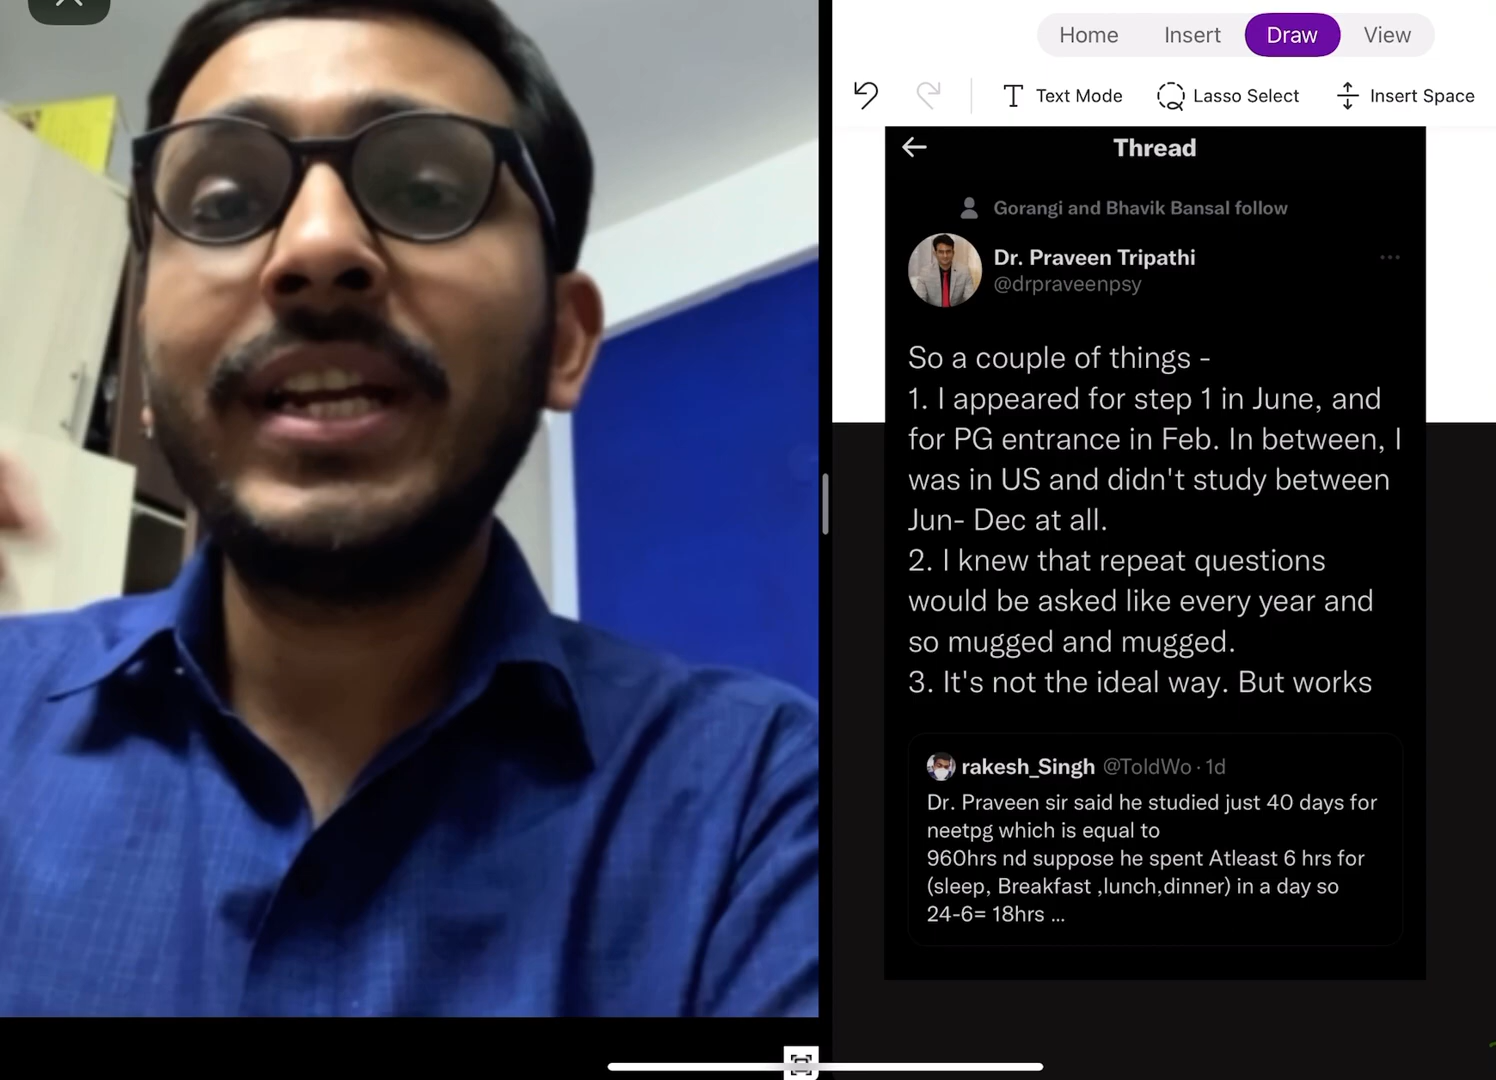 Home Insert Draw View
Text Mode Lasso Select Insert Space
Thread
Gorangi and Bhavik Bansal follow
Dr. Praveen Tripathi
@drpraveenpsy
So a couple of things -
1. I appeared for step 1 in June, and
for PG entrance in Feb. In between, I
was in US and didn't study between
Jun- Dec at all.
2. I knew that repeat questions
would be asked like every year and
so mugged and mugged.
3. It's not the ideal way. But works
rakesh_Singh @ToldWo · 1d
Dr. Praveen sir said he studied just 40 days for
neetpg which is equal to
960hrs nd suppose he spent Atleast 6 hrs for
(sleep, Breakfast ,lunch,dinner) in a day so
24-6= 18hrs ...